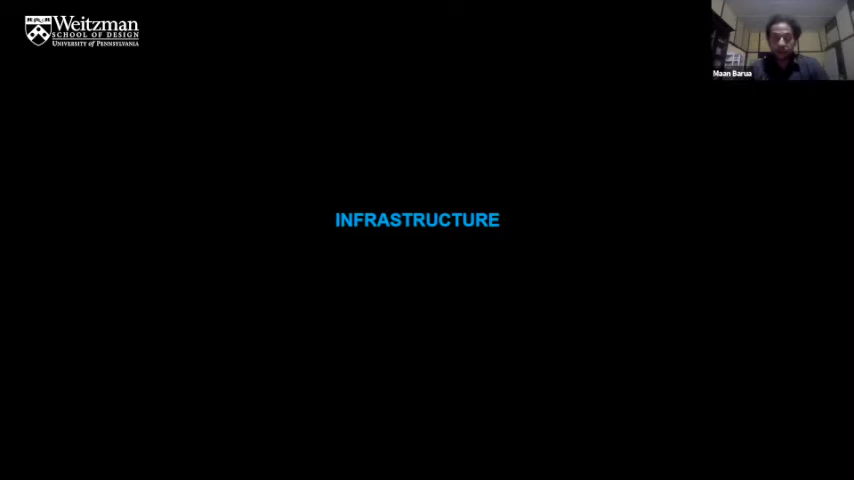 Weitzman
SCHOOL OF DESIGN
UNIVERSITY of PENNSYLVANIA
Maan Barua
INFRASTRUCTURE